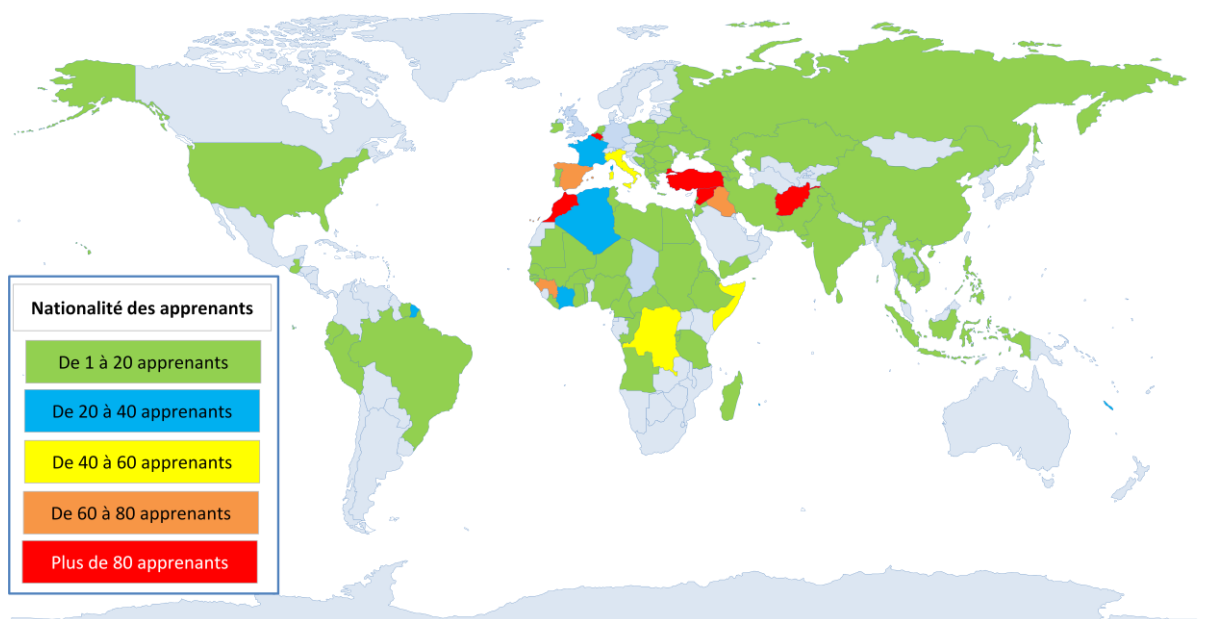 Nationalité des apprenants
De 1 à 20 apprenants
De 20 à 40 apprenants
De 40 à 60 apprenants
De 60 à 80 apprenants
Plus de 80 apprenants